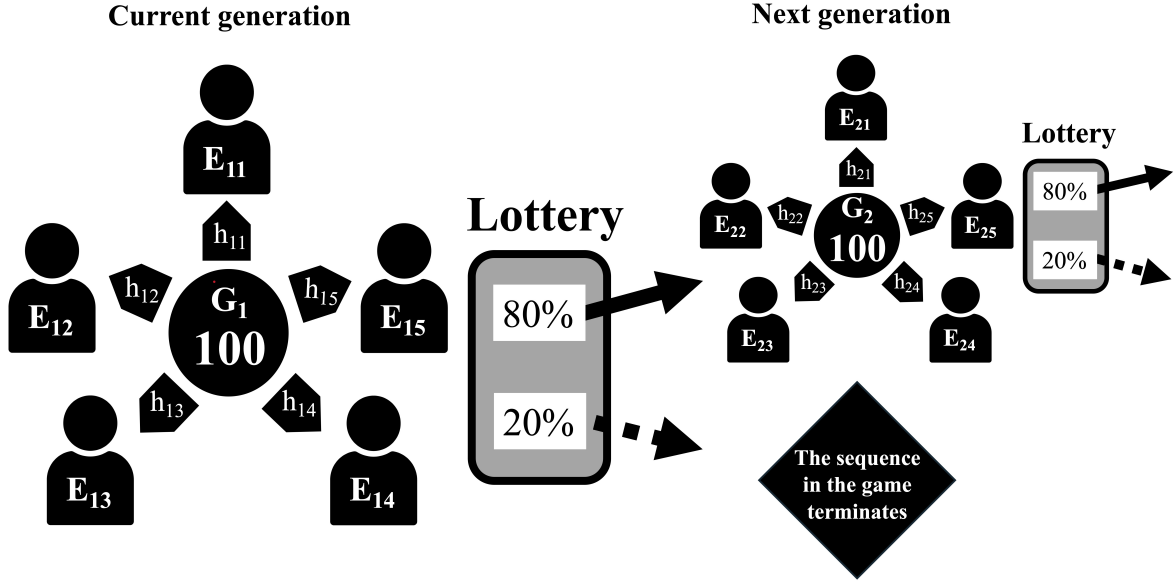 Current generation
E₁₁
h₁₁
E₁₂
h₁₂
G₁
100
h₁₅
E₁₅
h₁₃
h₁₄
E₁₃
E₁₄
Lottery
80%
20%
Next generation
E₂₁
h₂₁
E₂₂
h₂₂
G₂
100
h₂₅
E₂₅
h₂₃
h₂₄
E₂₃
E₂₄
Lottery
80%
20%
The sequence
in the game
terminates